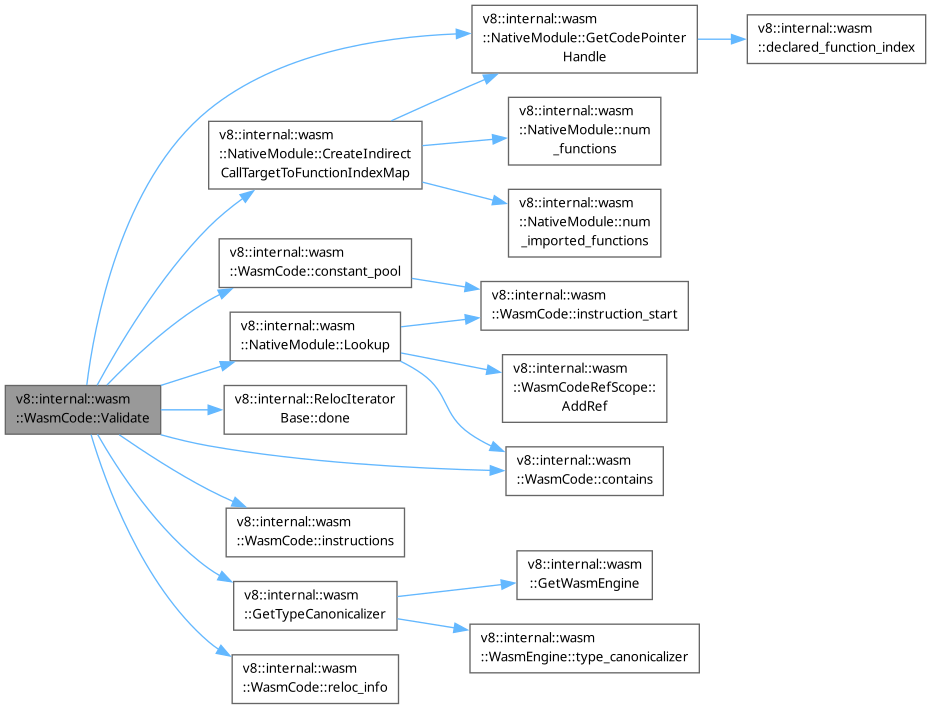 v8::internal::wasm
::WasmCode::Validate
v8::internal::wasm
::NativeModule::GetCodePointer
Handle
v8::internal::wasm
::declared_function_index
v8::internal::wasm
::NativeModule::CreateIndirect
CallTargetToFunctionIndexMap
v8::internal::wasm
::NativeModule::num
_functions
v8::internal::wasm
::NativeModule::num
_imported_functions
v8::internal::wasm
::WasmCode::constant_pool
v8::internal::wasm
::WasmCode::instruction_start
v8::internal::wasm
::NativeModule::Lookup
v8::internal::wasm
::WasmCodeRefScope::
AddRef
v8::internal::RelocIterator
Base::done
v8::internal::wasm
::WasmCode::contains
v8::internal::wasm
::WasmCode::instructions
v8::internal::wasm
::GetTypeCanonicalizer
v8::internal::wasm
::GetWasmEngine
v8::internal::wasm
::WasmEngine::type_canonicalizer
v8::internal::wasm
::WasmCode::reloc_info